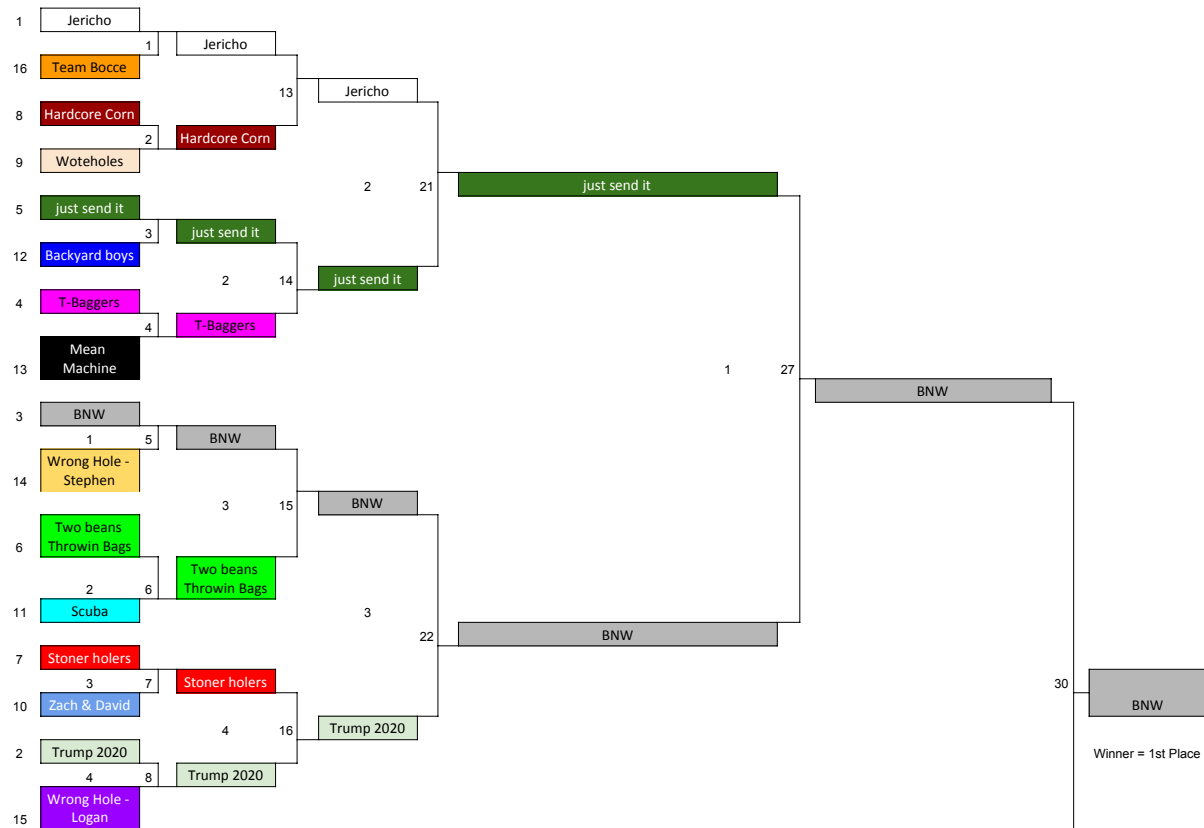 1
Jericho
1
Jericho
16
Team Bocce
13
Jericho
8
Hardcore Corn
2
Hardcore Corn
9
Woteholes
2
21
just send it
5
just send it
3
just send it
12
Backyard boys
2
14
just send it
4
T-Baggers
4
T-Baggers
13
Mean
Machine
1
27
BNW
3
BNW
1
5
BNW
14
Wrong Hole -
Stephen
3
15
BNW
6
Two beans
Throwin Bags
2
6
Two beans
Throwin Bags
11
Scuba
3
22
BNW
7
Stoner holers
3
7
Stoner holers
10
Zach & David
4
16
Trump 2020
2
Trump 2020
4
8
Trump 2020
15
Wrong Hole -
Logan
30
BNW
Winner = 1st Place